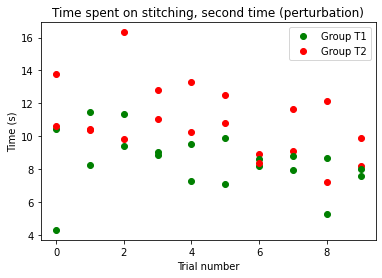 Time spent on stitching, second time (perturbation)
Group T1
Group T2
Time (s)
16
14
12
10
8
6
4
0
2
4
6
8
Trial number